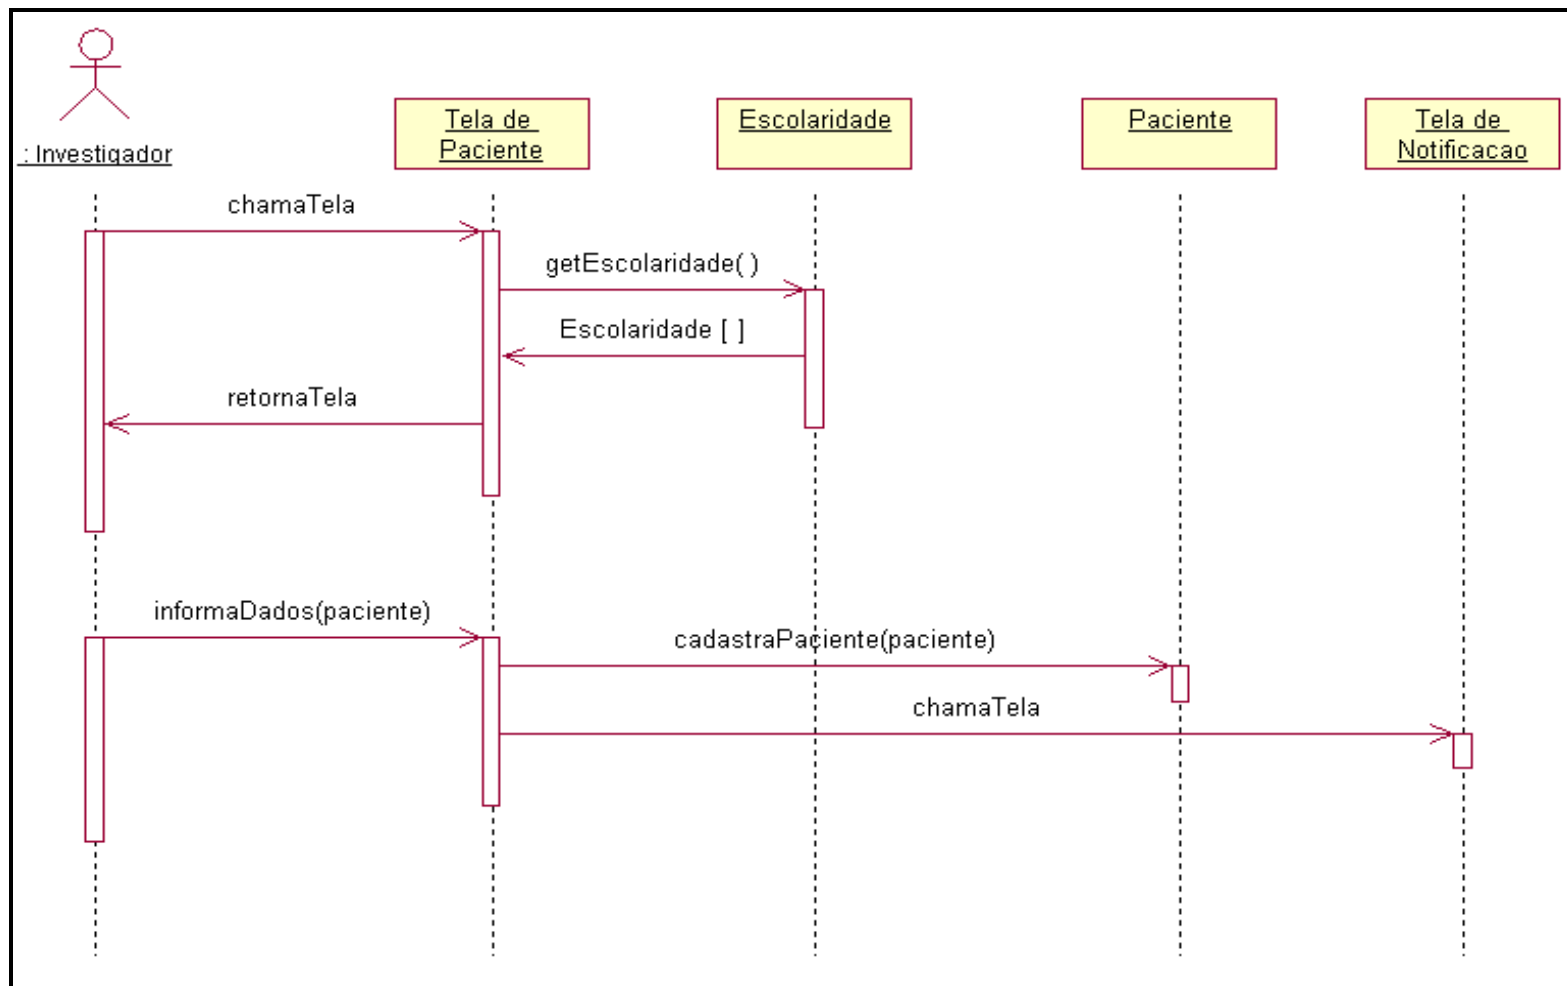 Tela de
Paciente
Escolaridade
Paciente
Tela de
Notificacao
: Investigador
chamaTela
getEscolaridade( )
Escolaridade [ ]
retornaTela
informaDados(paciente)
cadastraPaciente(paciente)
chamaTela